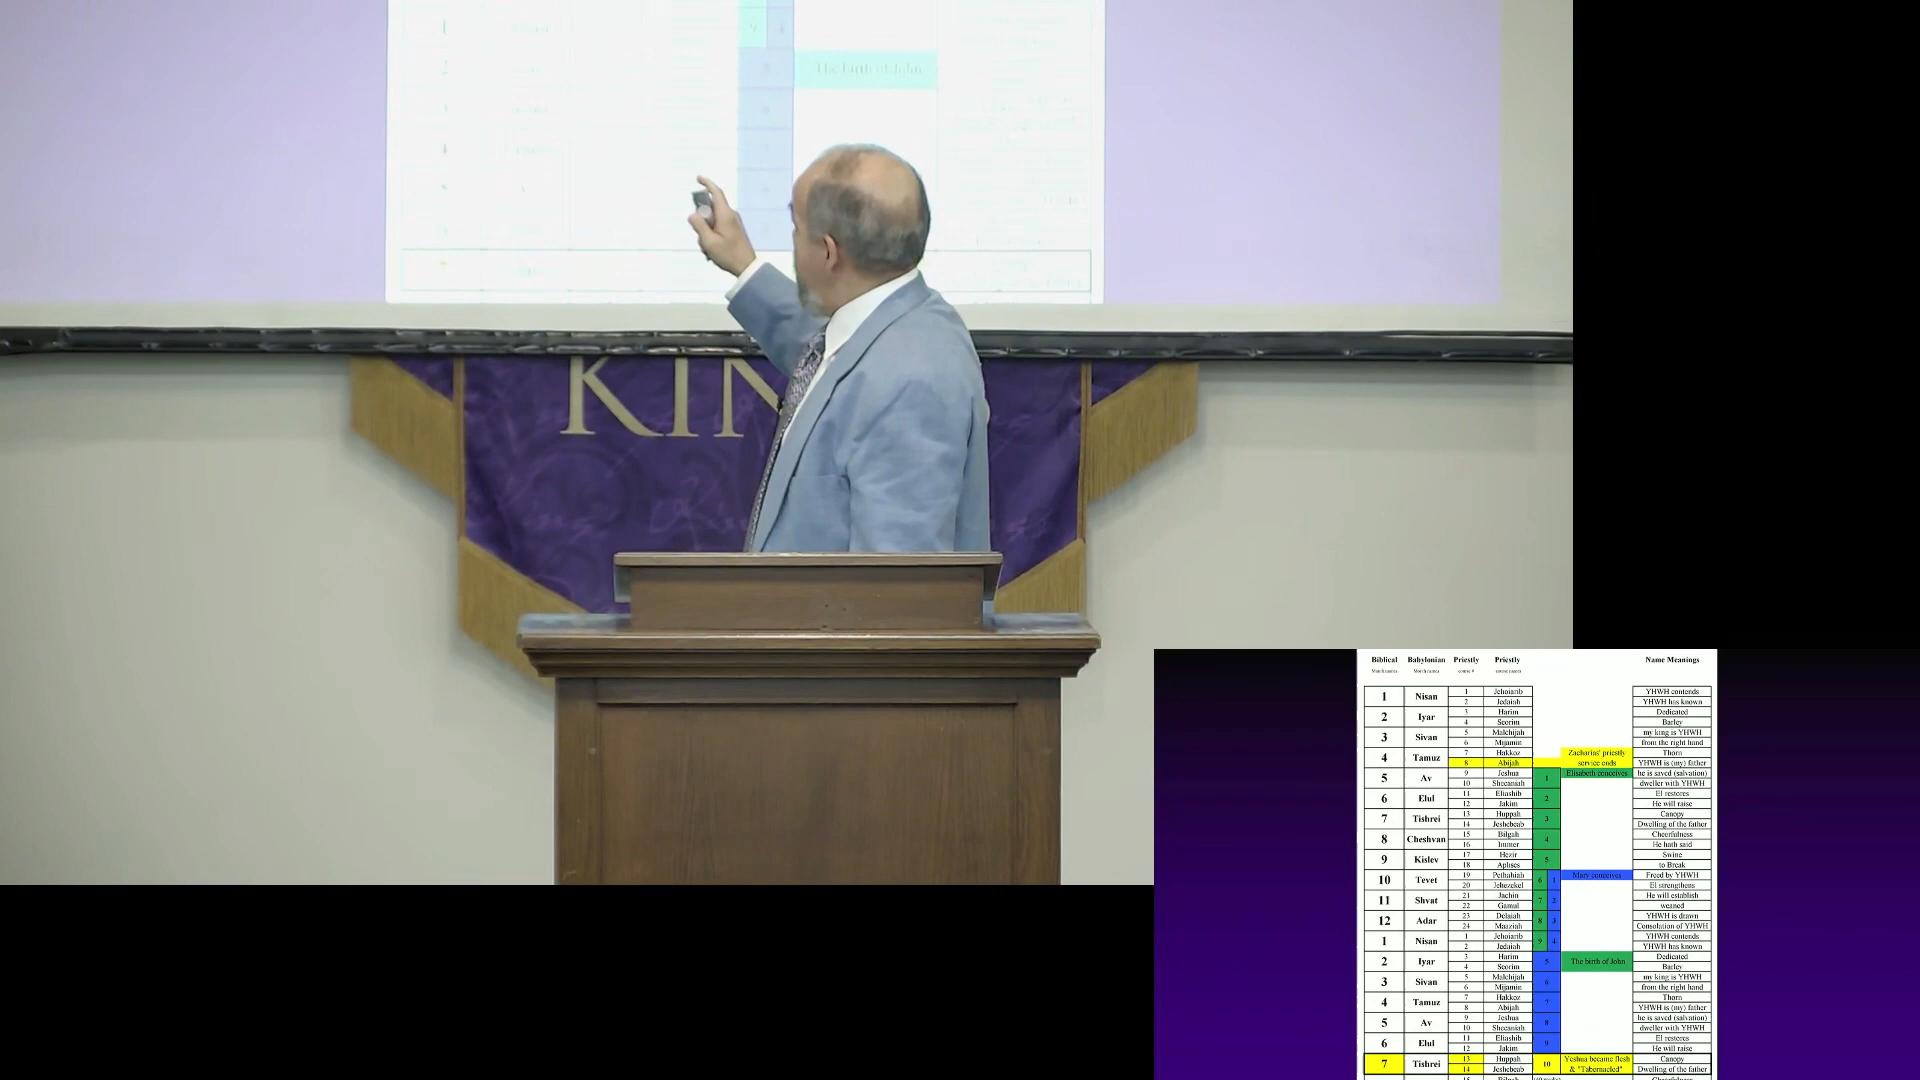 The birth of John
KIN
Biblical Babylonian Priestly Priestly Name Meanings
Month names Month names course # course names
1 Nisan 1 Jehoiarib YHWH contends
2 Jedaiah YHWH has known
2 Iyar 3 Harim Dedicated
4 Seorim Barley
3 Sivan 5 Malchijah my king is YHWH
6 Mijamin from the right hand
4 Tamuz 7 Hakkoz Zacharias' priestly Thorn
8 Abijah service ends YHWH is (my) father
5 Av 9 Jeshua 1 Elisabeth conceives he is saved (salvation)
10 Shecaniah dweller with YHWH
6 Elul 11 Eliashib 2 El restores
12 Jakim He will raise
7 Tishrei 13 Huppah 3 Canopy
14 Jeshebeab Dwelling of the father
8 Cheshvan 15 Bilgah 4 Cheerfulness
16 Immer He hath said
9 Kislev 17 Hezir 5 Swine
18 Aphses to Break
10 Tevet 19 Pethahiah 6 1 Mary conceives Freed by YHWH
20 Jehezekel El strengthens
11 Shvat 21 Jachin 7 2 He will establish
22 Gamul weaned
12 Adar 23 Delaiah 8 3 YHWH is drawn
24 Maaziah Consolation of YHWH
1 Nisan 1 Jehoiarib 9 4 YHWH contends
2 Jedaiah YHWH has known
2 Iyar 3 Harim 5 The birth of John Dedicated
4 Seorim Barley
3 Sivan 5 Malchijah 6 my king is YHWH
6 Mijamin from the right hand
4 Tamuz 7 Hakkoz 7 Thorn
8 Abijah YHWH is (my) father
5 Av 9 Jeshua 8 he is saved (salvation)
10 Shecaniah dweller with YHWH
6 Elul 11 Eliashib 9 El restores
12 Jakim He will raise
7 Tishrei 13 Huppah 10 Yeshua became flesh Canopy
14 Jeshebeab & "Tabernacled" Dwelling of the father